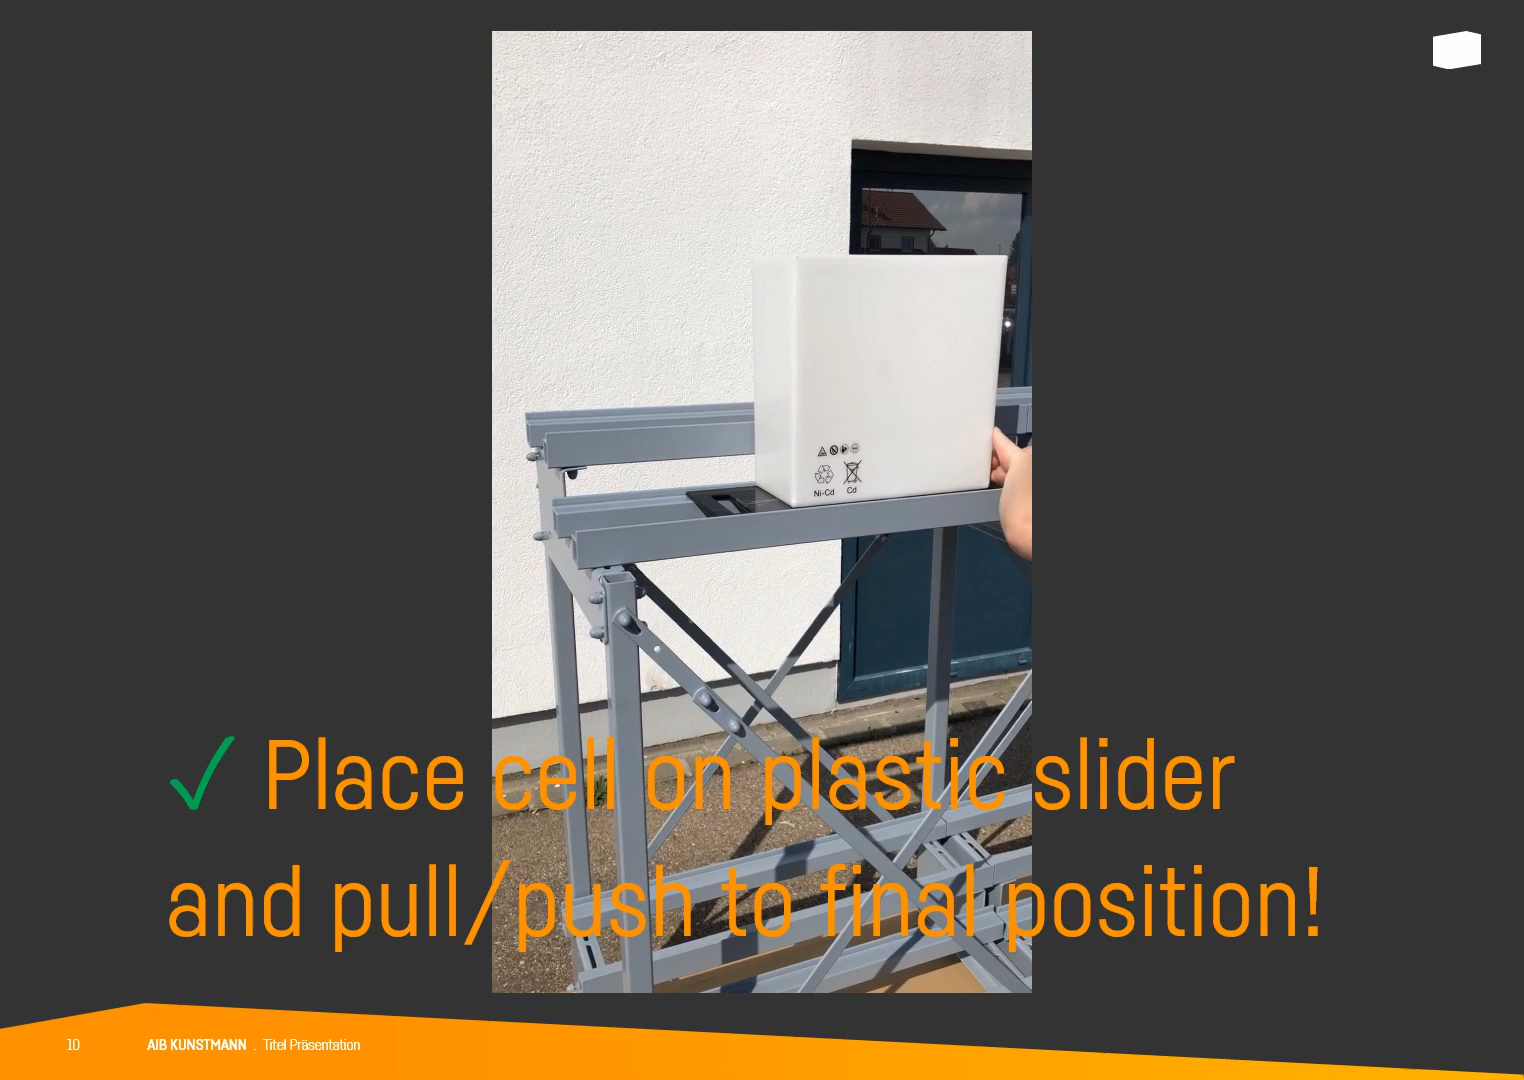 Ni-Cd
Cd
✓ Place cell on plastic slider
and pull/push to final position!
10
AIB KUNSTMANN . Titel Präsentation